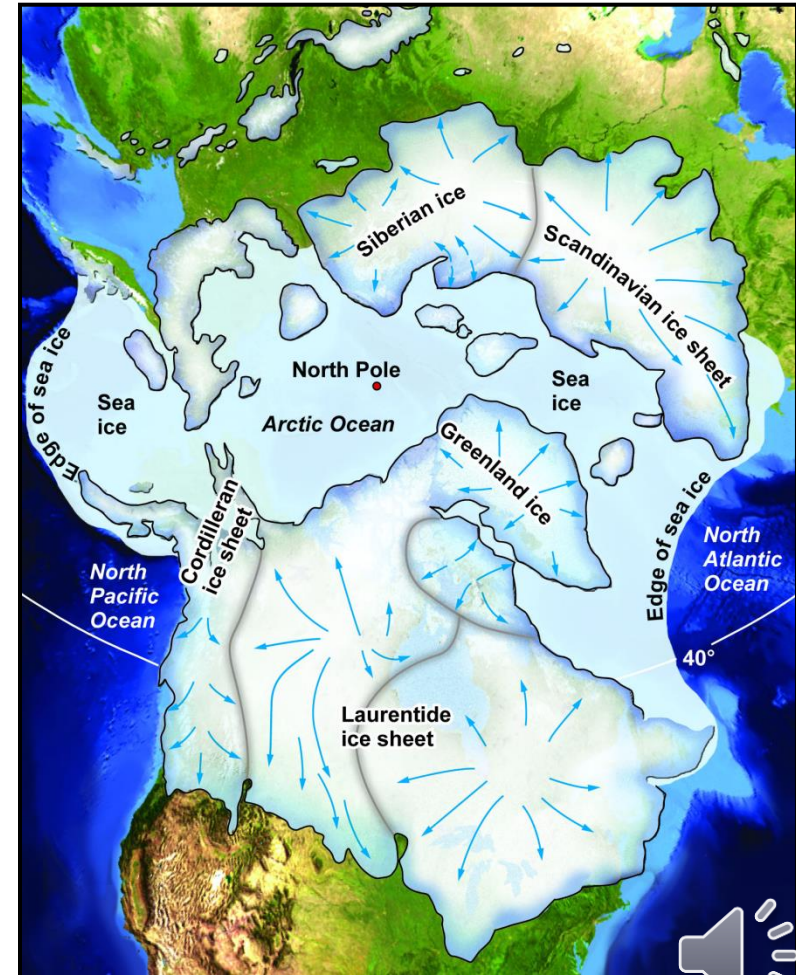 Siberian ice
Scandinavian ice sheet
North Pole
Edge of sea ice
Sea
ice
Arctic Ocean
Sea
ice
Greenland ice
Cordilleran
ice sheet
Edge of sea ice
North
Pacific
Ocean
North
Atlantic
Ocean
40°
Laurentide
ice sheet